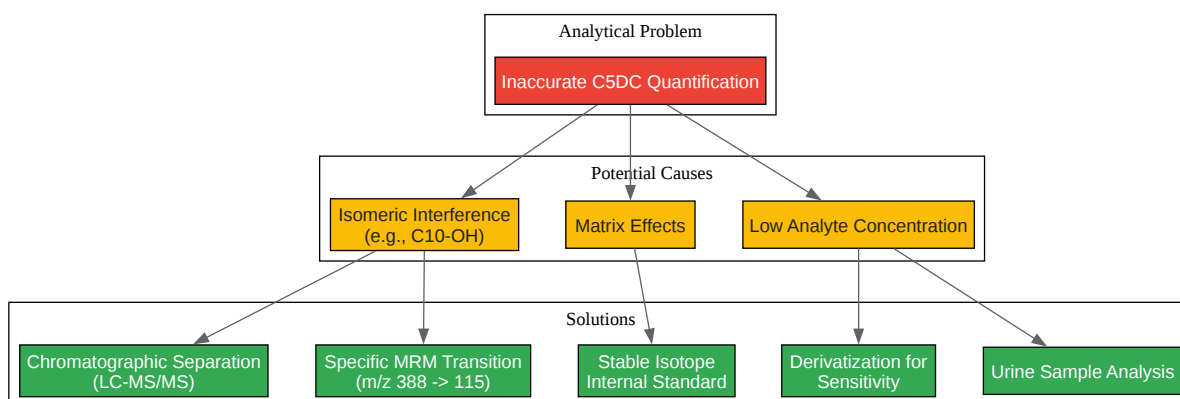 Analytical Problem
Inaccurate C5DC Quantification
Potential Causes
Isomeric Interference
(e.g., C10-OH)
Matrix Effects
Low Analyte Concentration
Solutions
Chromatographic Separation
(LC-MS/MS)
Specific MRM Transition
(m/z 388 -> 115)
Stable Isotope
Internal Standard
Derivatization for
Sensitivity
Urine Sample Analysis